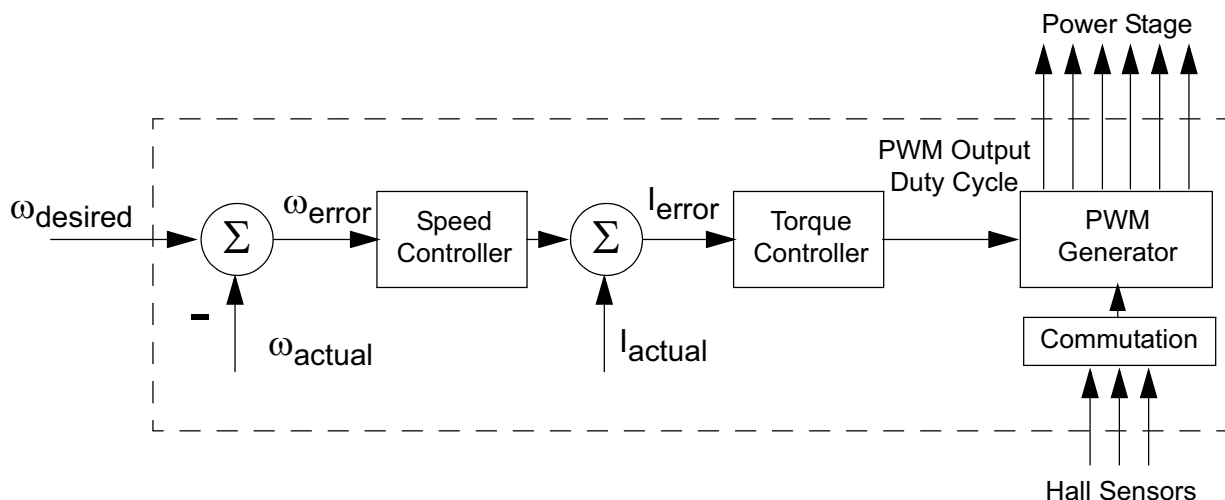 Power Stage
PWM Output
Duty Cycle
ωdesired
Σ
ωerror
Speed
Controller
Σ
Ierror
Torque
Controller
PWM
Generator
-
ωactual
Iactual
Commutation
Hall Sensors